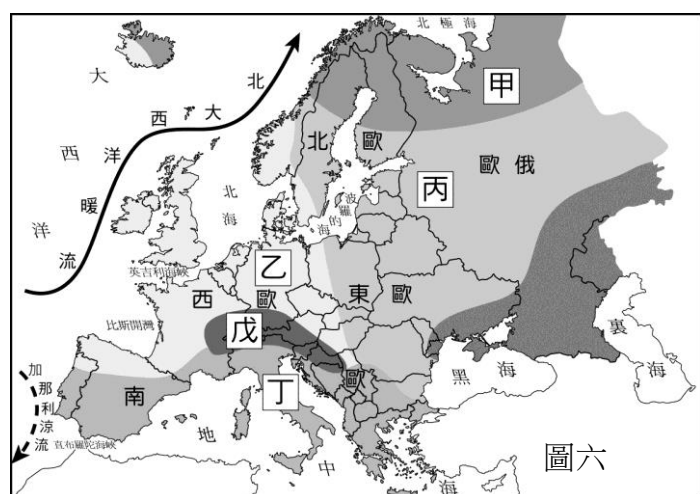 北極海
大西洋
北大西洋暖流
甲
北歐
歐俄
丙
北海
波羅的海
英吉利海峽
乙
西歐
東歐
戊
比斯開灣
裏海
黑海
南歐
丁
加那利涼流
直布羅陀海峽
地中海
圖六